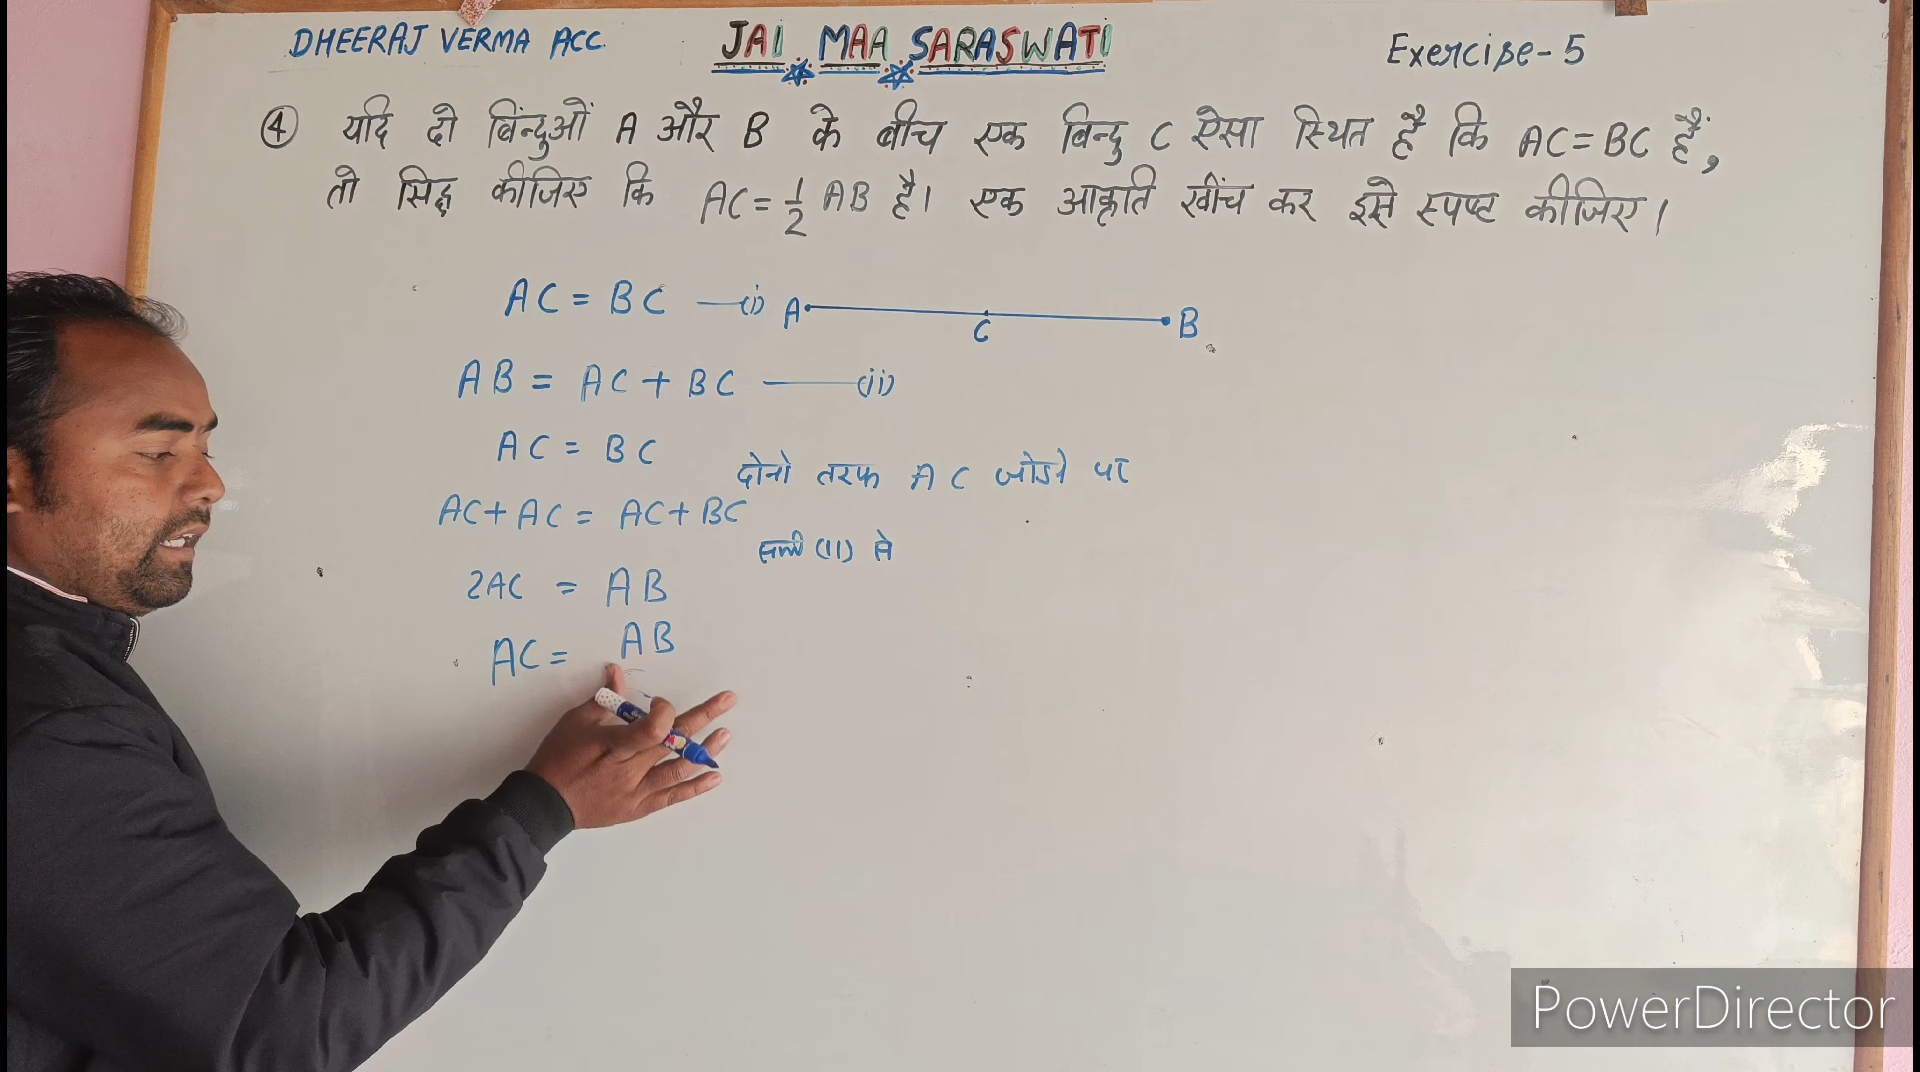 DHEERAJ VERMA ACC.
JAI MAA SARASWATI
Exercise-5
④ यदि दो बिंन्दुओं A और B के बीच एक बिन्दु C ऐसा स्थित है कि AC = BC हैं,
तो सिद्ध कीजिए कि AC = 1/2 AB है। एक आकृति खींच कर इसे स्पष्ट कीजिए।
AC = BC —(i)
A C B
AB = AC + BC —(ii)
AC = BC
दोनो तरफ AC जोडने पर
AC + AC = AC + BC
(11) से
2AC = AB
AC = AB
PowerDirector